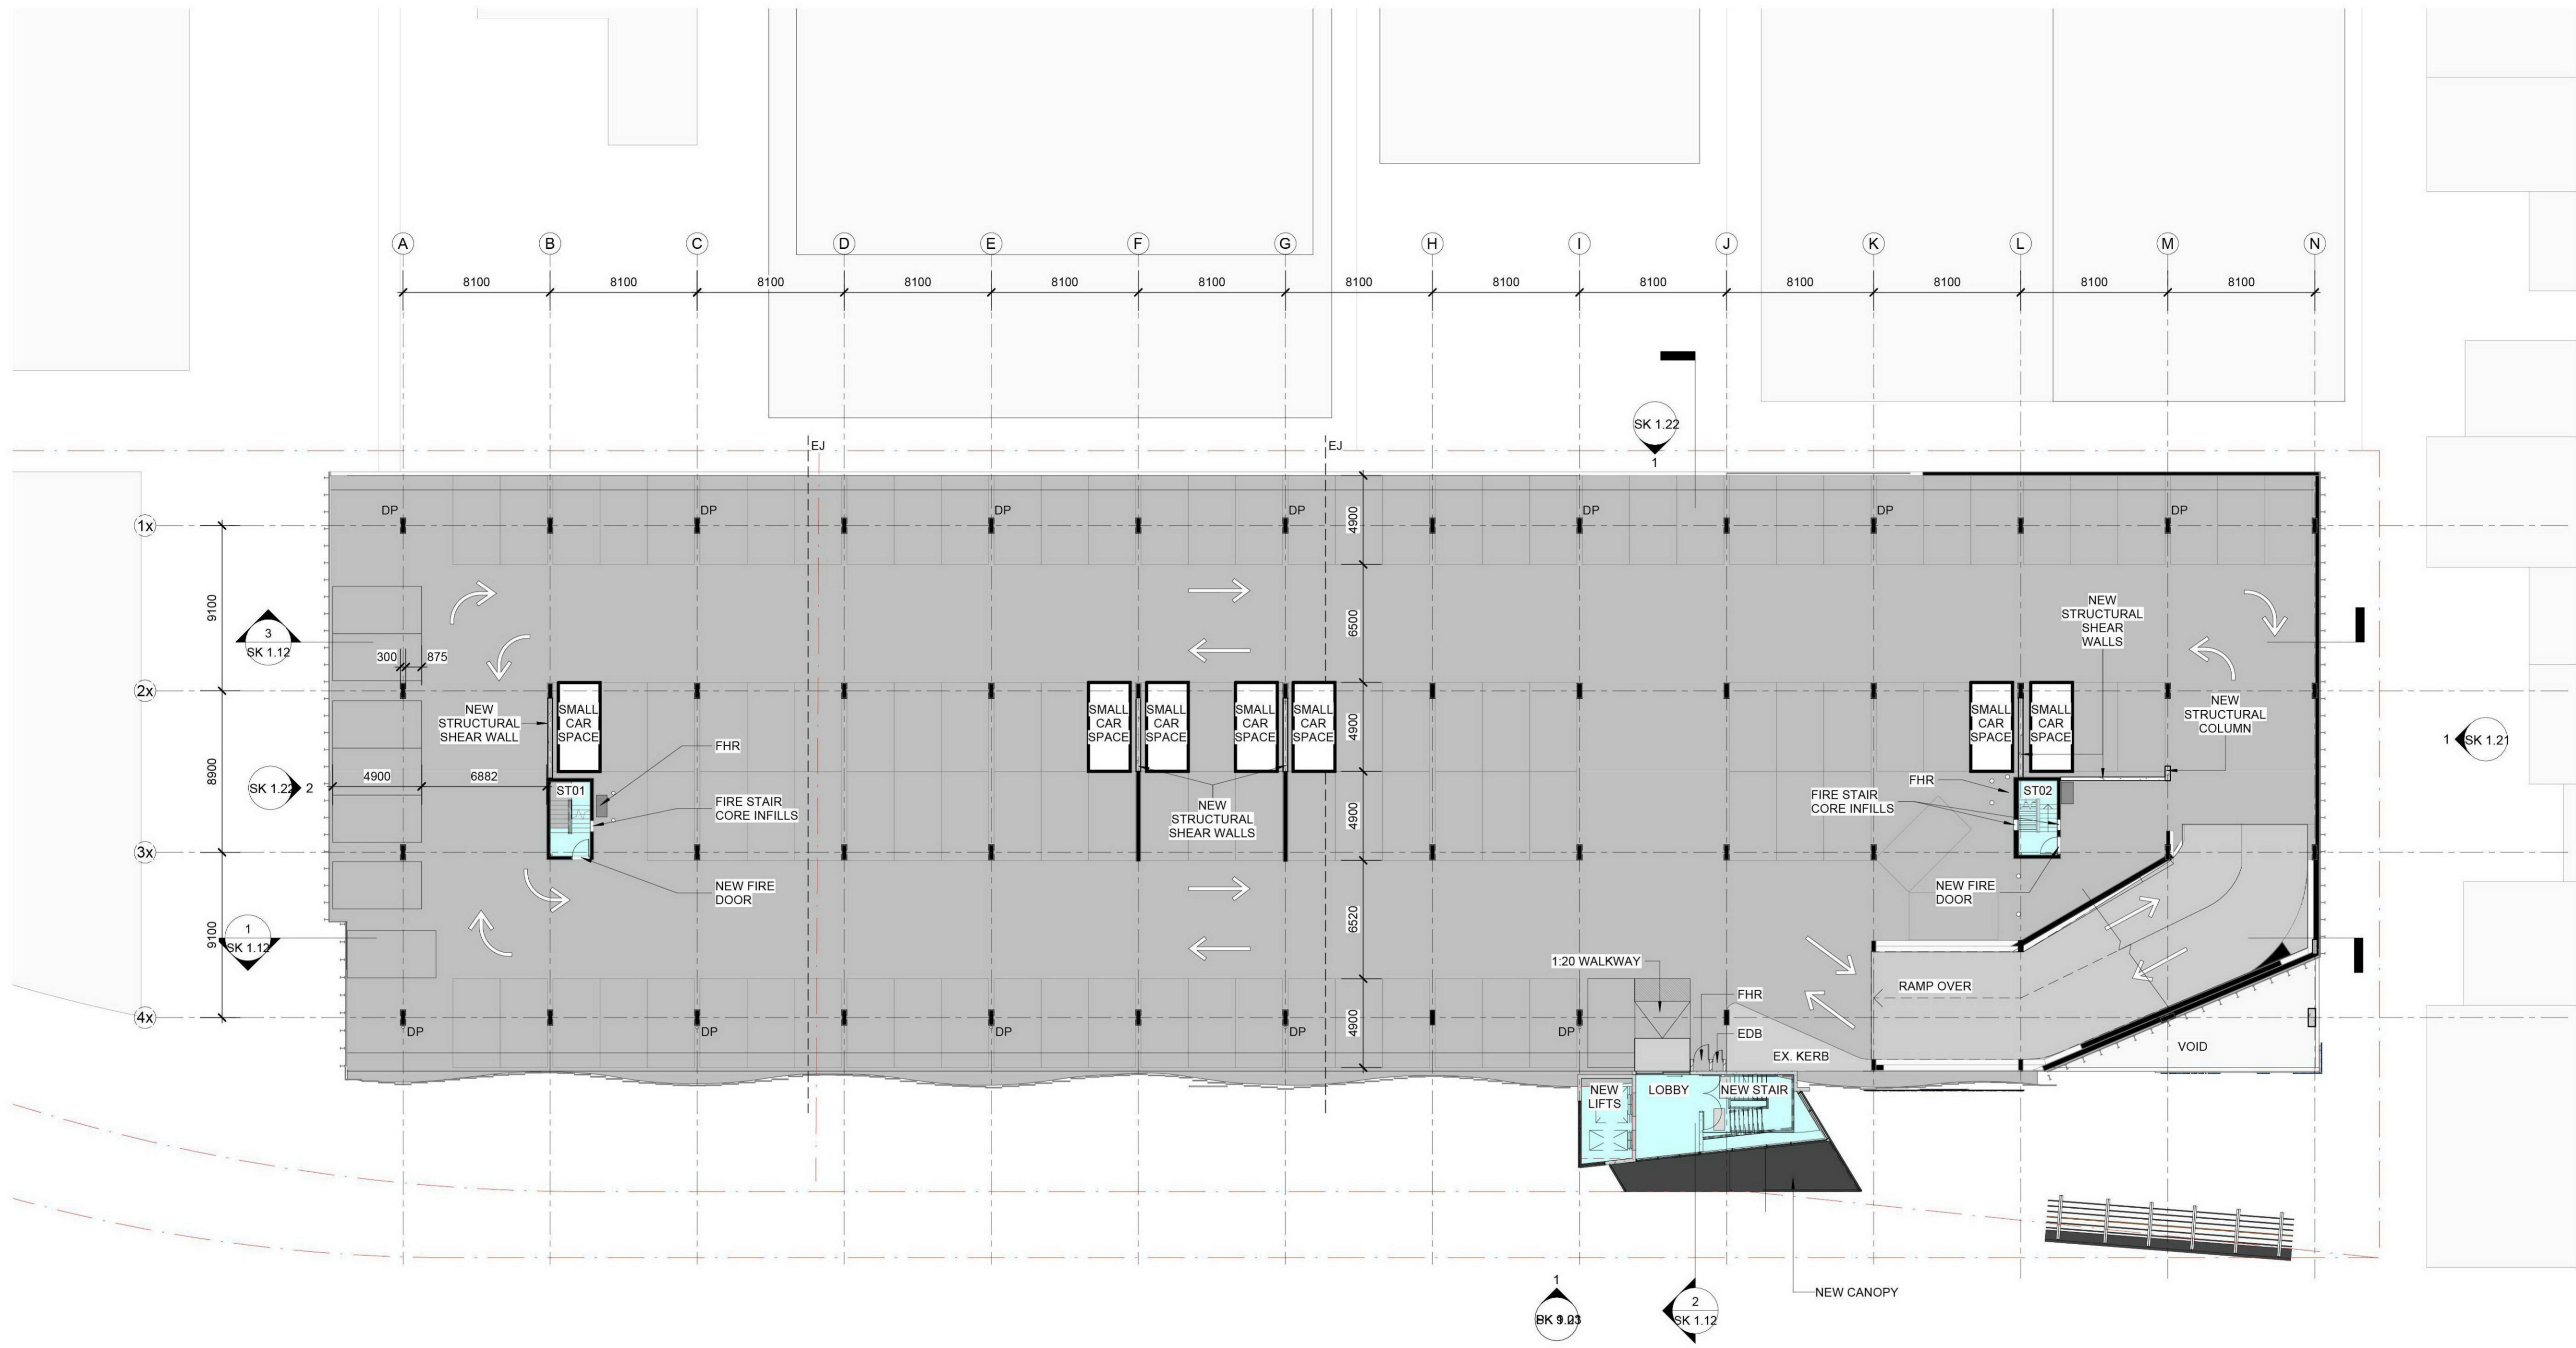 A B C D E F G H I J K L M N
8100 8100 8100 8100 8100 8100 8100 8100 8100 8100 8100 8100 8100
SK 1.22
1
EJ EJ
1x
DP DP DP DP DP DP DP
4900
9100
6500
3
SK 1.12
300 875
NEW
STRUCTURAL
SHEAR
WALLS
2x
NEW
STRUCTURAL
SHEAR WALL
SMALL
CAR
SPACE
SMALL
CAR
SPACE
SMALL
CAR
SPACE
SMALL
CAR
SPACE
SMALL
CAR
SPACE
SMALL
CAR
SPACE
SMALL
CAR
SPACE
NEW
STRUCTURAL
COLUMN
4900
1 SK 1.21
FHR
8900
SK 1.22 2
4900 6882
ST01
FIRE STAIR
CORE INFILLS
NEW
STRUCTURAL
SHEAR WALLS
4900
FHR
FIRE STAIR
CORE INFILLS
ST02
3x
NEW FIRE
DOOR
NEW FIRE
DOOR
9100
1
SK 1.12
6520
1:20 WALKWAY
RAMP OVER
FHR
4x
DP DP DP DP DP
4900
EDB
EX. KERB
VOID
NEW
LIFTS
LOBBY
NEW STAIR
NEW CANOPY
1
2
SK 1.12